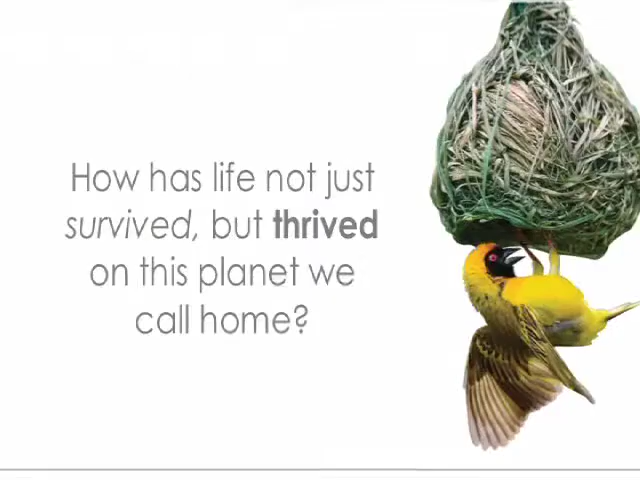 How has life not just
survived, but thrived
on this planet we
call home?